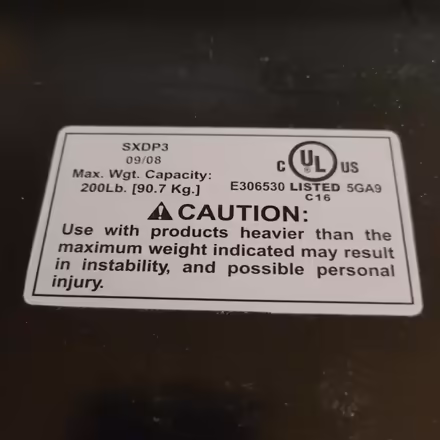 SXDP3
09/08
Max. Wgt. Capacity:
200Lb. [90.7 Kg.]
C UL US
E306530 LISTED 5GA9
C16
CAUTION:
Use with products heavier than the
maximum weight indicated may result
in instability, and possible personal
injury.